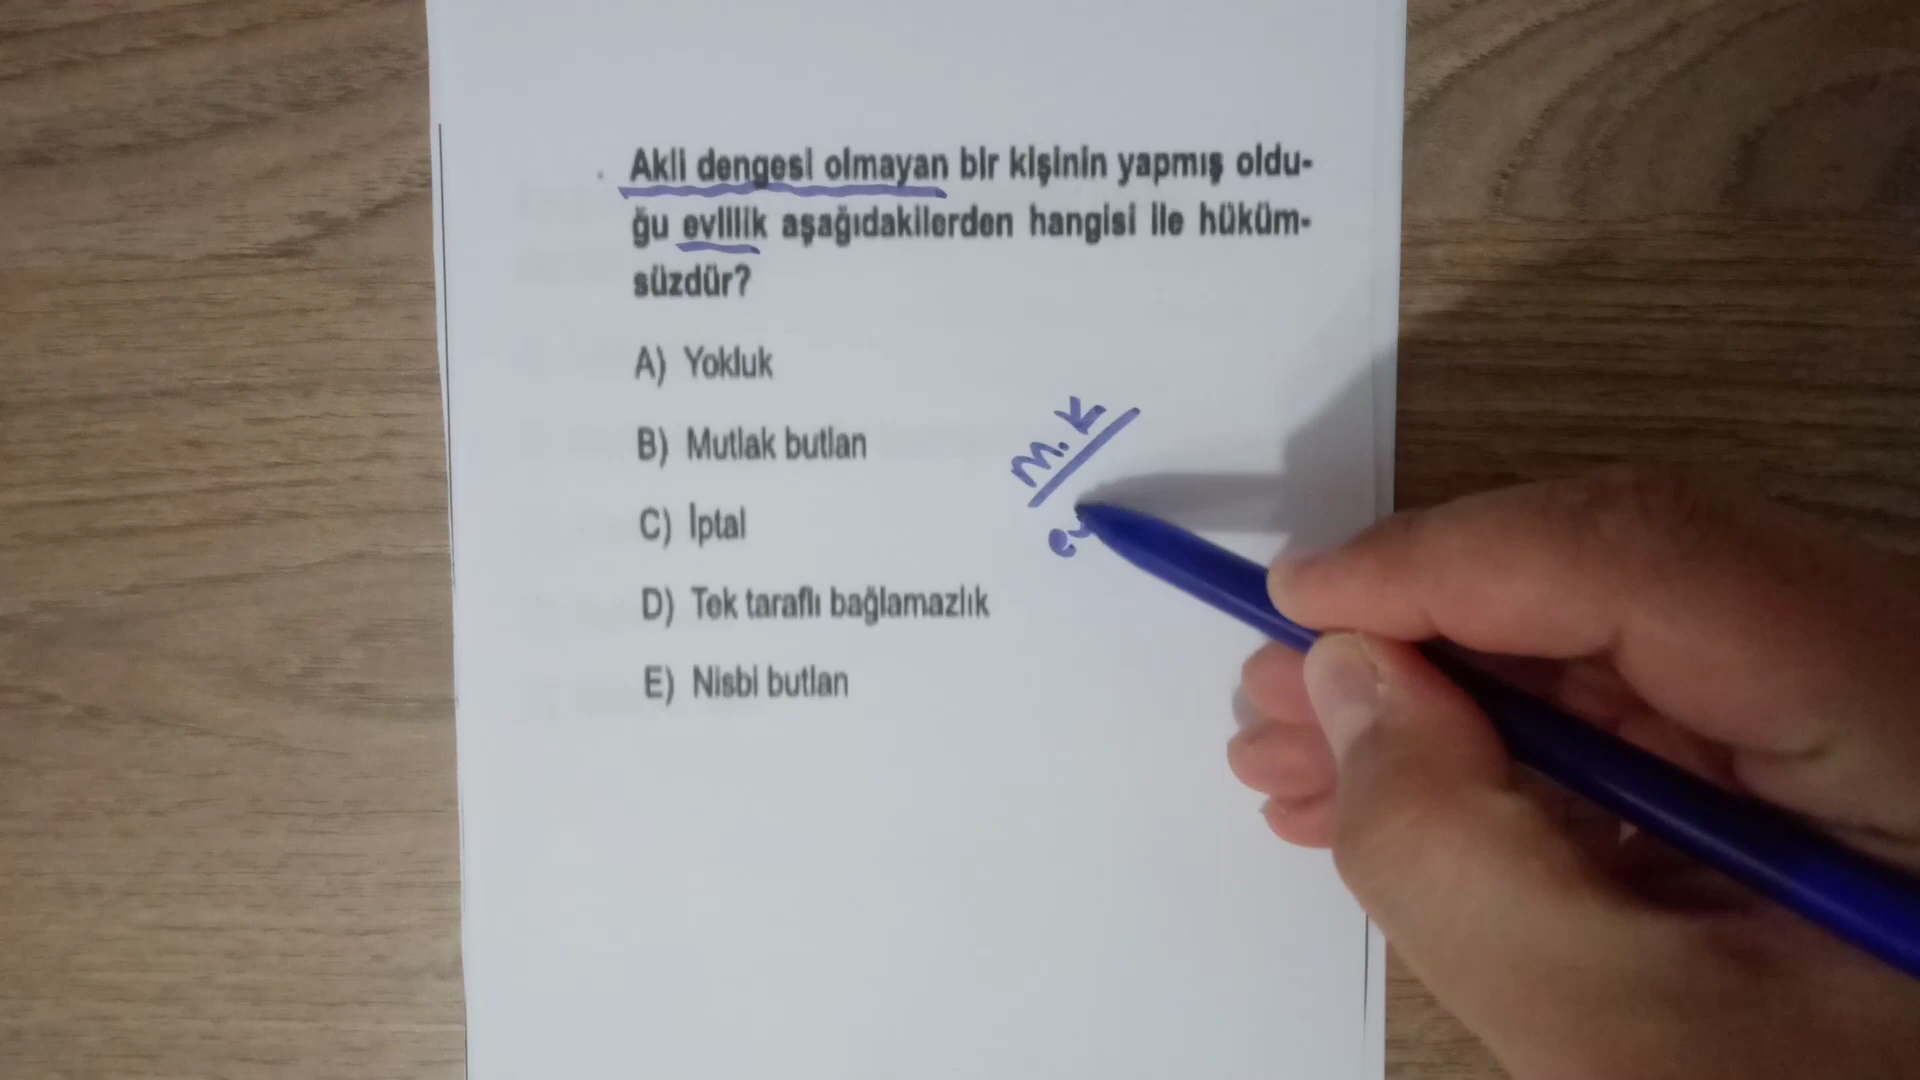 Akli dengesi olmayan bir kişinin yapmış oldu-
ğu evlilik aşağıdakilerden hangisi ile hüküm-
süzdür?
A) Yokluk
B) Mutlak butlan
C) İptal
D) Tek taraflı bağlamazlık
E) Nisbi butlan
M.K
ev